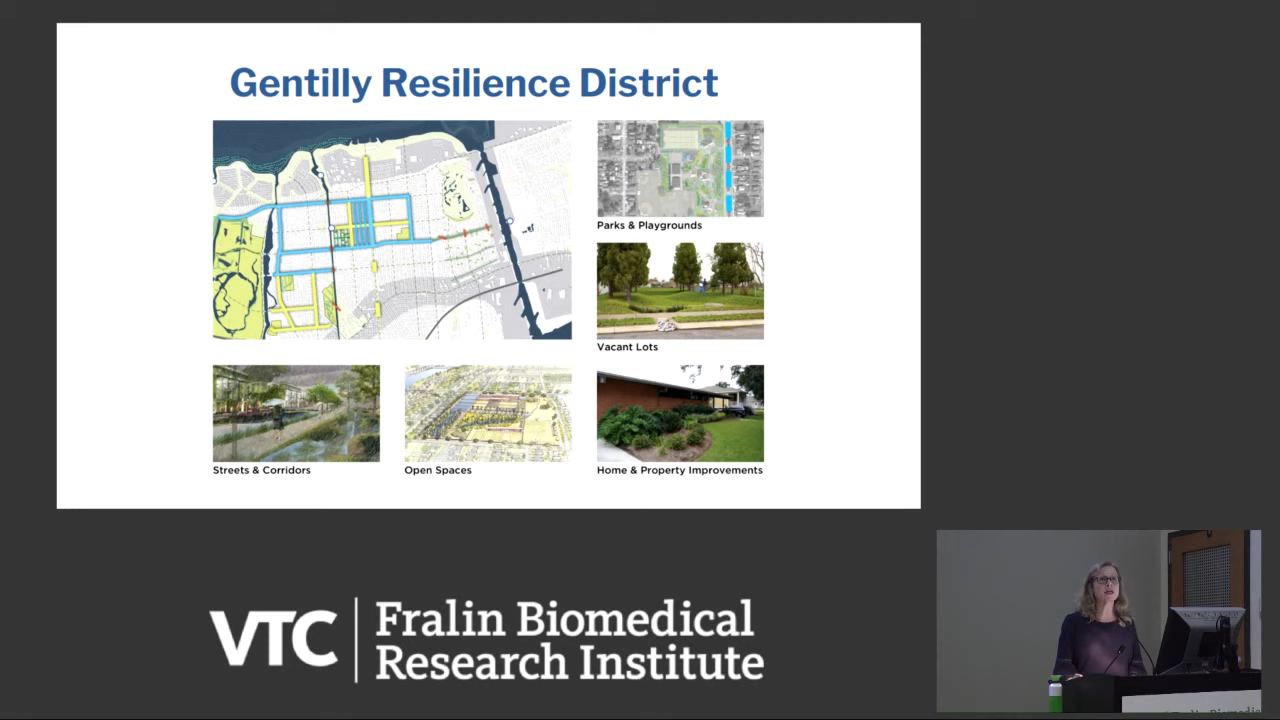 Gentilly Resilience District
Parks & Playgrounds
Vacant Lots
Streets & Corridors
Open Spaces
Home & Property Improvements
VTC
Fralin Biomedical
Research Institute